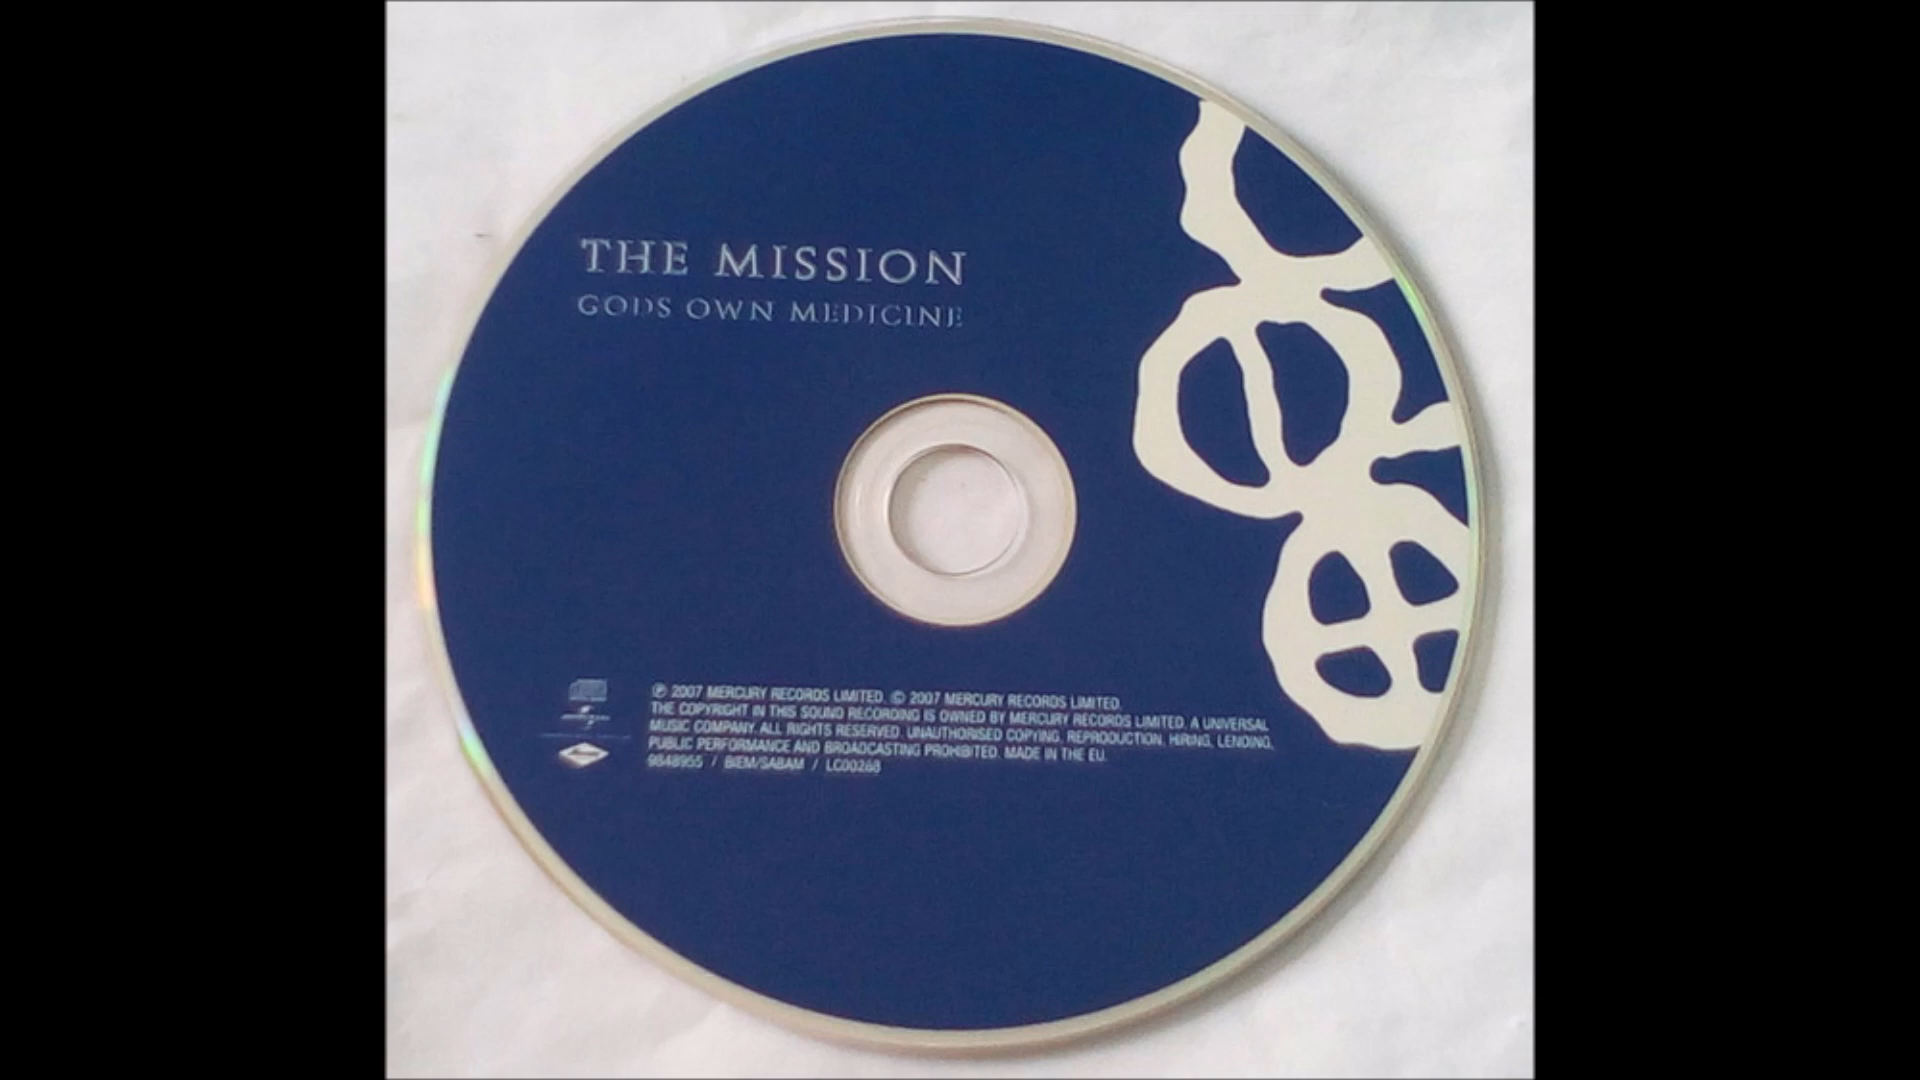 THE MISSION
GODS OWN MEDICINE
℗ 2007 MERCURY RECORDS LIMITED. © 2007 MERCURY RECORDS LIMITED.
THE COPYRIGHT IN THIS SOUND RECORDING IS OWNED BY MERCURY RECORDS LIMITED. A UNIVERSAL
MUSIC COMPANY. ALL RIGHTS RESERVED. UNAUTHORISED COPYING, REPRODUCTION, HIRING, LENDING,
PUBLIC PERFORMANCE AND BROADCASTING PROHIBITED. MADE IN THE EU.
9848955 / BIEM/SABAM / LC00268